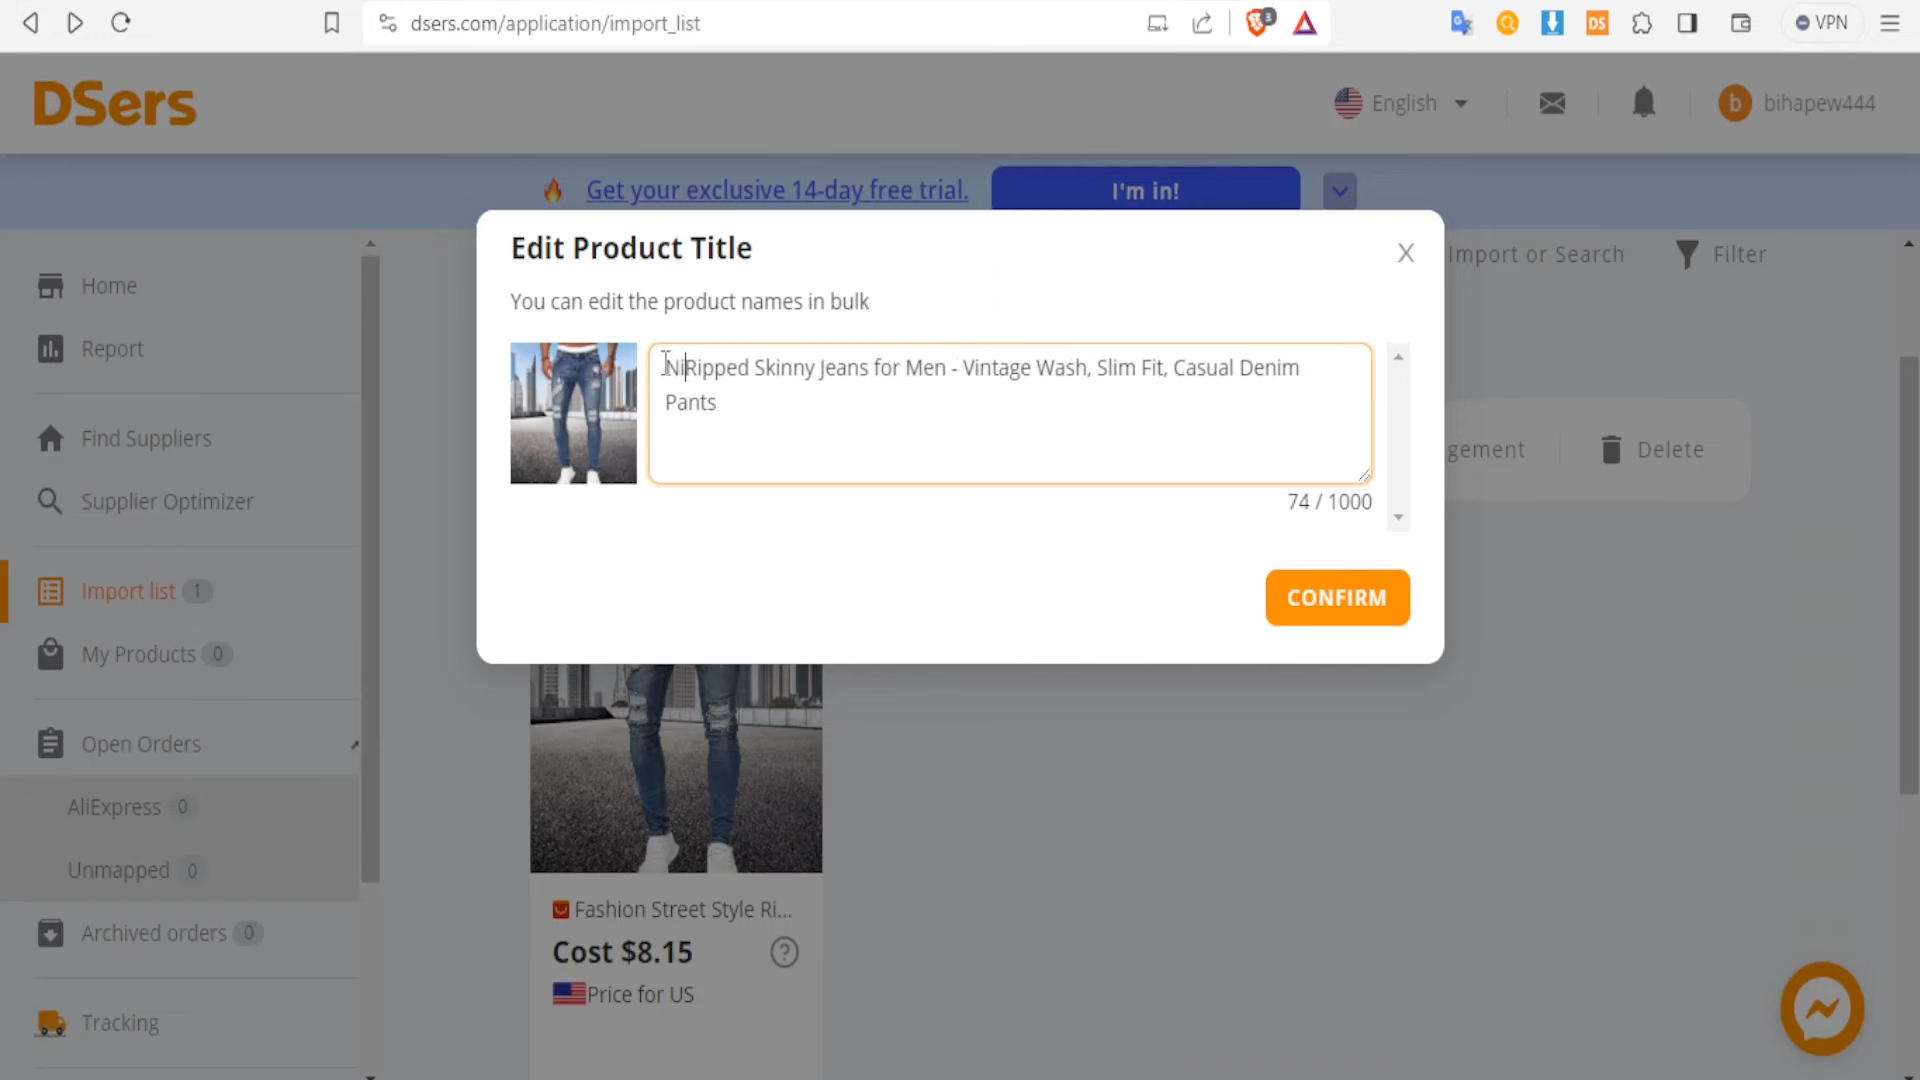 dsers.com/application/import_list
3
DS
VPN
DSers
English
b
bihapew444
Get your exclusive 14-day free trial.
I'm in!
Edit Product Title
X
You can edit the product names in bulk
NiRipped Skinny Jeans for Men - Vintage Wash, Slim Fit, Casual Denim
Pants
74 / 1000
CONFIRM
Import or Search
Filter
gement
Delete
Home
Report
Find Suppliers
Supplier Optimizer
Import list 1
My Products 0
Open Orders
AliExpress 0
Unmapped 0
Archived orders 0
Tracking
Fashion Street Style Ri...
Cost $8.15
?
Price for US